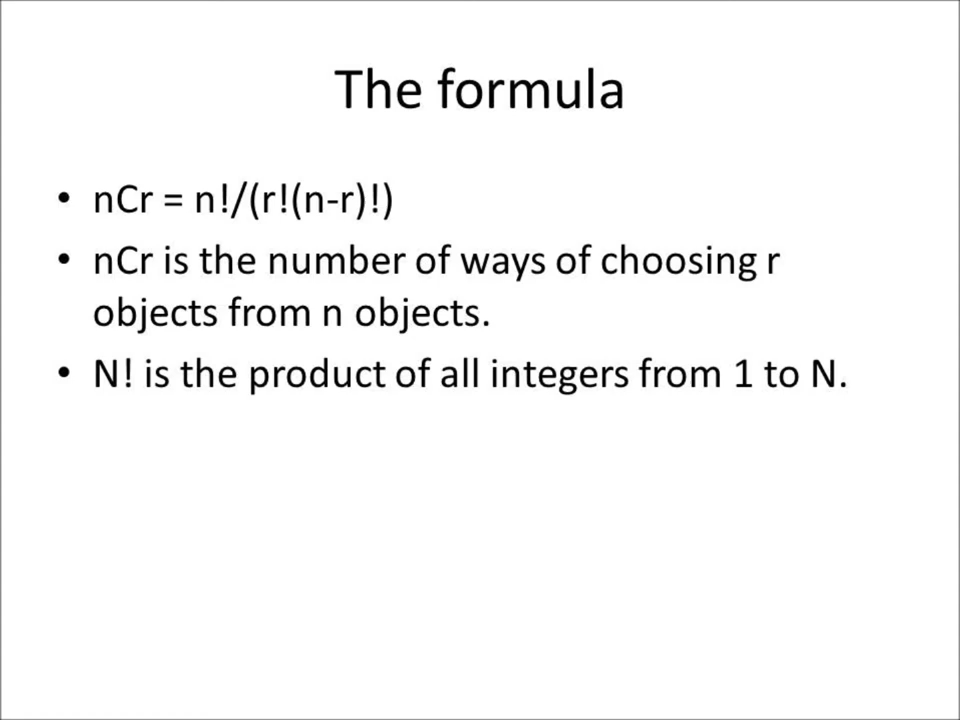 The formula
• nCr = n!/(r!(n-r)!)
• nCr is the number of ways of choosing r
objects from n objects.
• N! is the product of all integers from 1 to N.